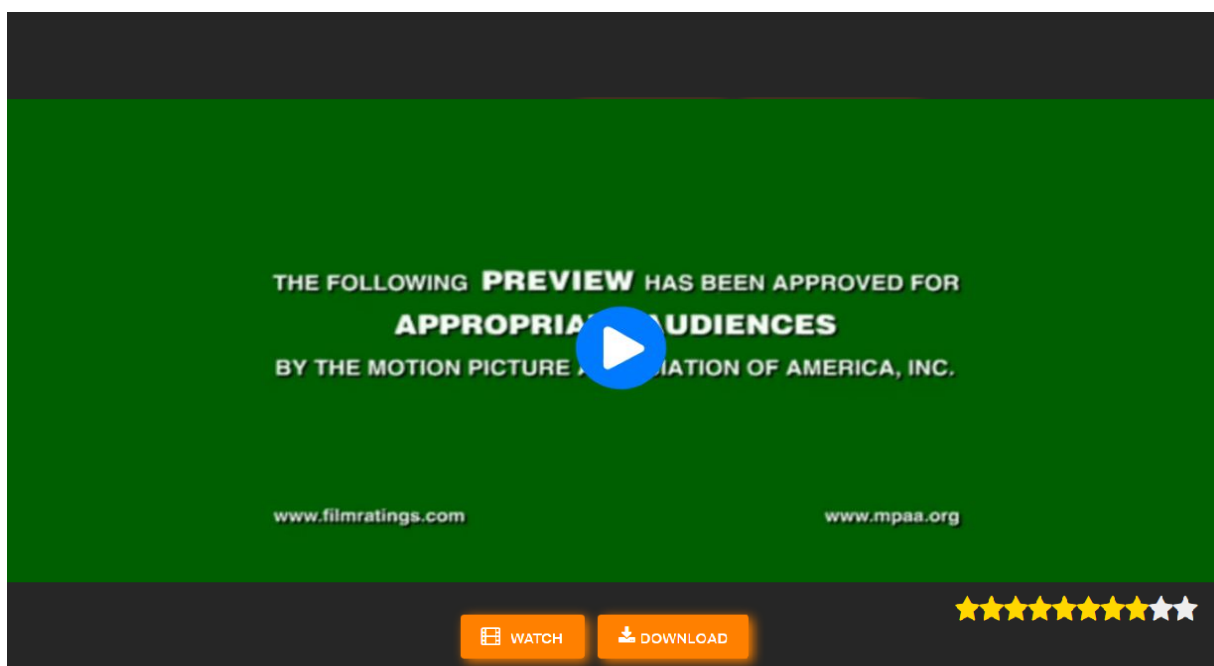 THE FOLLOWING PREVIEW HAS BEEN APPROVED FOR
AUDIENCES
BY THE MOTION PICTURE OF AMERICA, INC.
www.filmratings.com
www.mpaa.org
WATCH
DOWNLOAD